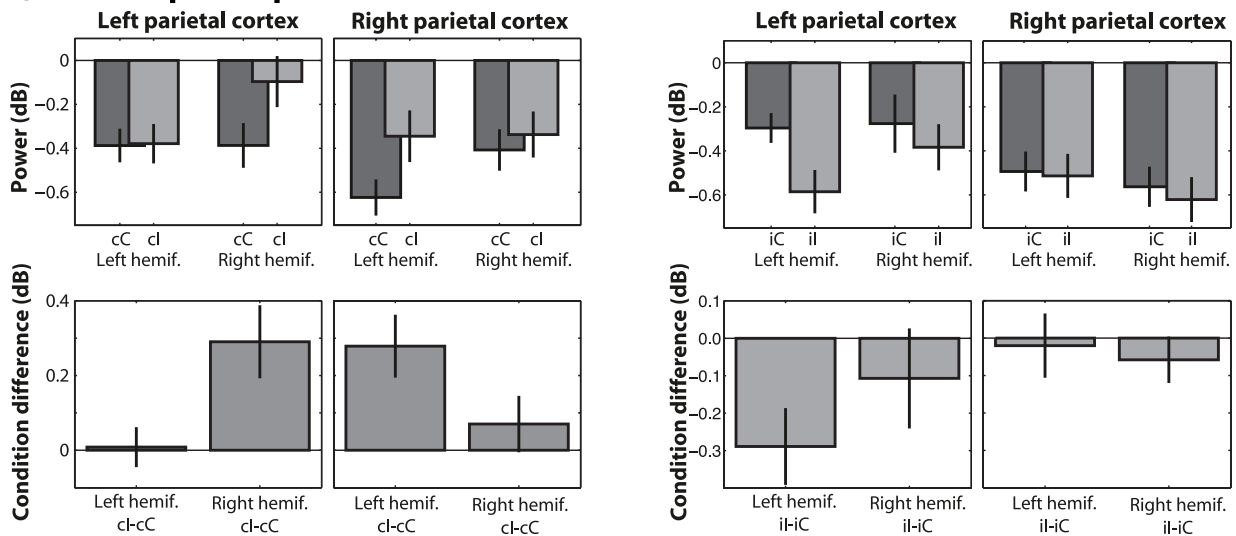 Left parietal cortex Right parietal cortex
Power (dB)
0
−0.2
−0.4
−0.6
cC cI cC cI
Left hemif. Right hemif.
cC cI cC cI
Left hemif. Right hemif.
Condition difference (dB)
0.4
0.2
0
Left hemif. Right hemif.
cI-cC cI-cC
Left hemif. Right hemif.
cI-cC cI-cC
Left parietal cortex Right parietal cortex
Power (dB)
0
−0.2
−0.4
−0.6
iC iI iC iI
Left hemif. Right hemif.
iC iI iC iI
Left hemif. Right hemif.
Condition difference (dB)
0.1
0.0
−0.1
−0.2
−0.3
Left hemif. Right hemif.
iI-iC iI-iC
Left hemif. Right hemif.
iI-iC iI-iC